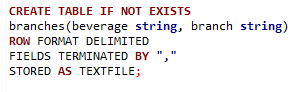 CREATE TABLE IF NOT EXISTS
branches(beverage string, branch string)
ROW FORMAT DELIMITED
FIELDS TERMINATED BY ","
STORED AS TEXTFILE;